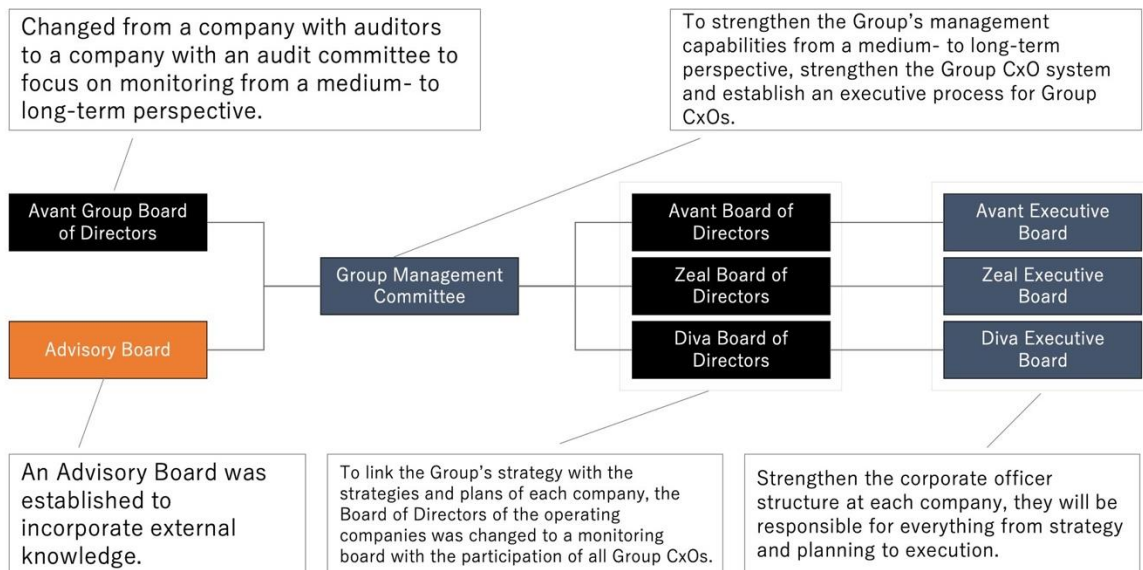 Changed from a company with auditors
to a company with an audit committee to
focus on monitoring from a medium- to
long-term perspective.
To strengthen the Group's management
capabilities from a medium- to long-term
perspective, strengthen the Group CxO system
and establish an executive process for Group
CxOs.
Avant Group Board
of Directors
Advisory Board
Group Management
Committee
Avant Board of
Directors
Zeal Board of
Directors
Diva Board of
Directors
Avant Executive
Board
Zeal Executive
Board
Diva Executive
Board
An Advisory Board was
established to
incorporate external
knowledge.
To link the Group's strategy with the
strategies and plans of each company, the
Board of Directors of the operating
companies was changed to a monitoring
board with the participation of all Group CxOs.
Strengthen the corporate officer
structure at each company, they will be
responsible for everything from strategy
and planning to execution.